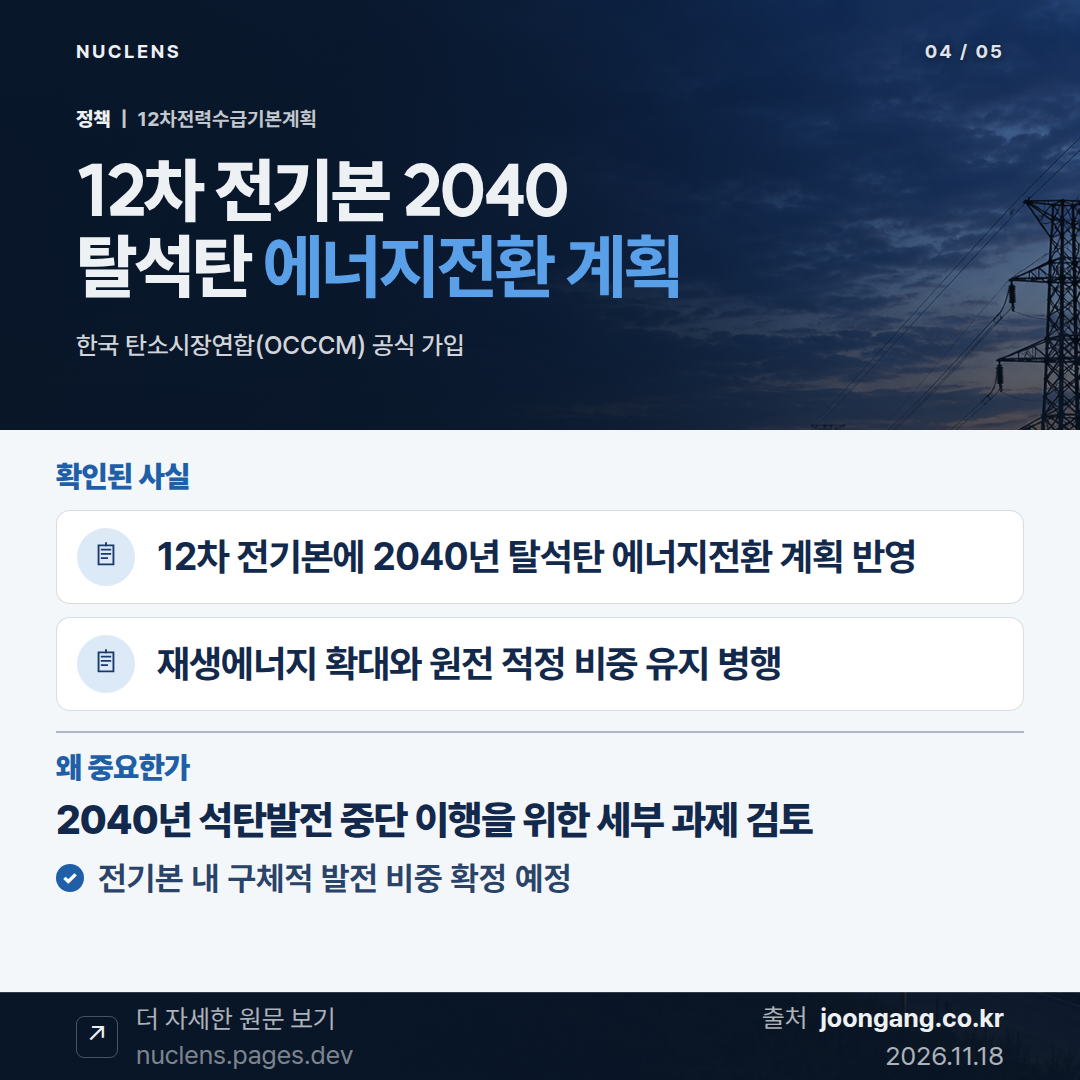 NUCLENS
04 / 05
정책 | 12차전력수급기본계획
12차 전기본 2040
탈석탄 에너지전환 계획
한국 탄소시장연합(OCCCM) 공식 가입
확인된 사실
12차 전기본에 2040년 탈석탄 에너지전환 계획 반영
재생에너지 확대와 원전 적정 비중 유지 병행
왜 중요한가
2040년 석탄발전 중단 이행을 위한 세부 과제 검토
전기본 내 구체적 발전 비중 확정 예정
더 자세한 원문 보기
nuclens.pages.dev
출처 joongang.co.kr
2026.11.18